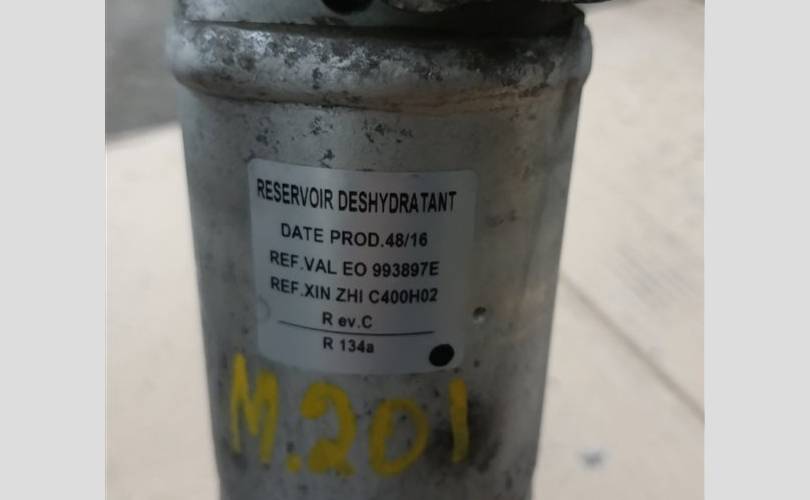 RESERVOIR DESHYDRATANT
DATE PROD.48/16
REF.VAL EO 993897E
REF.XIN ZHI C400H02
R ev.C
R 134a
M.201